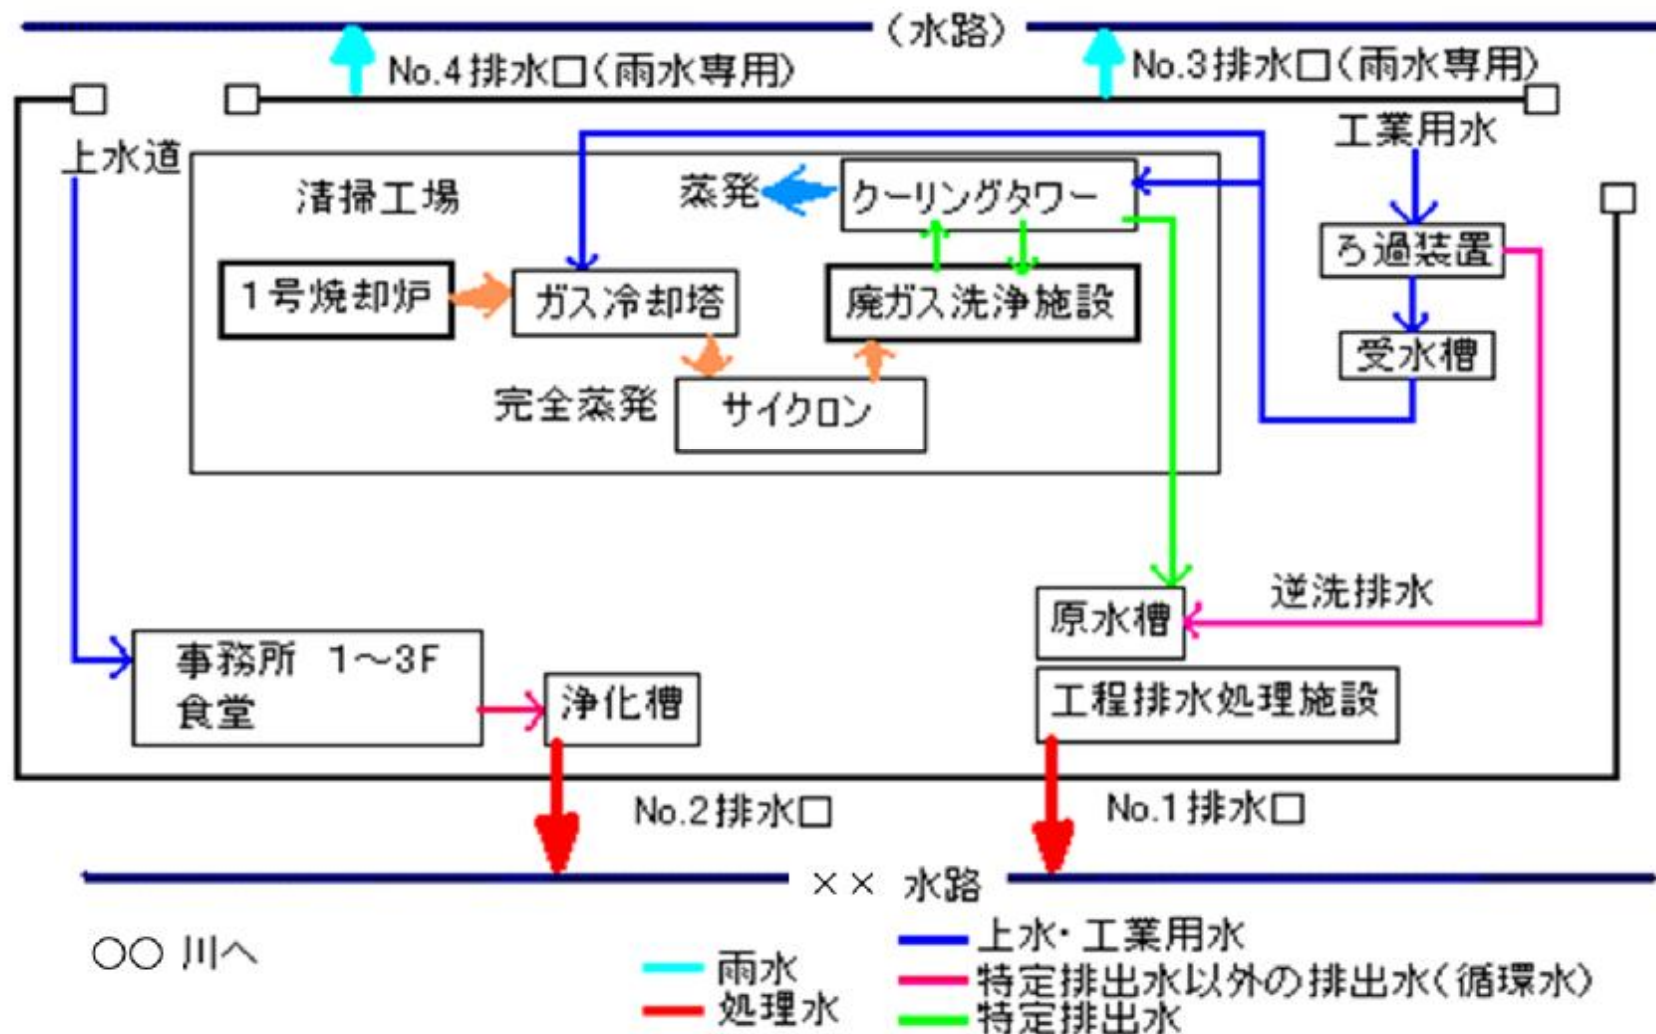 （水路）
No.4排水口（雨水専用）
No.3排水口（雨水専用）
上水道
工業用水
清掃工場
蒸発
クーリングタワー
ろ過装置
1号焼却炉
ガス冷却塔
廃ガス洗浄施設
受水槽
完全蒸発
サイクロン
原水槽
逆洗排水
事務所　1～3F
食堂
浄化槽
工程排水処理施設
No.2排水口
No.1排水口
×× 水路
○○ 川へ
雨水
処理水
上水・工業用水
特定排出水以外の排出水（循環水）
特定排出水